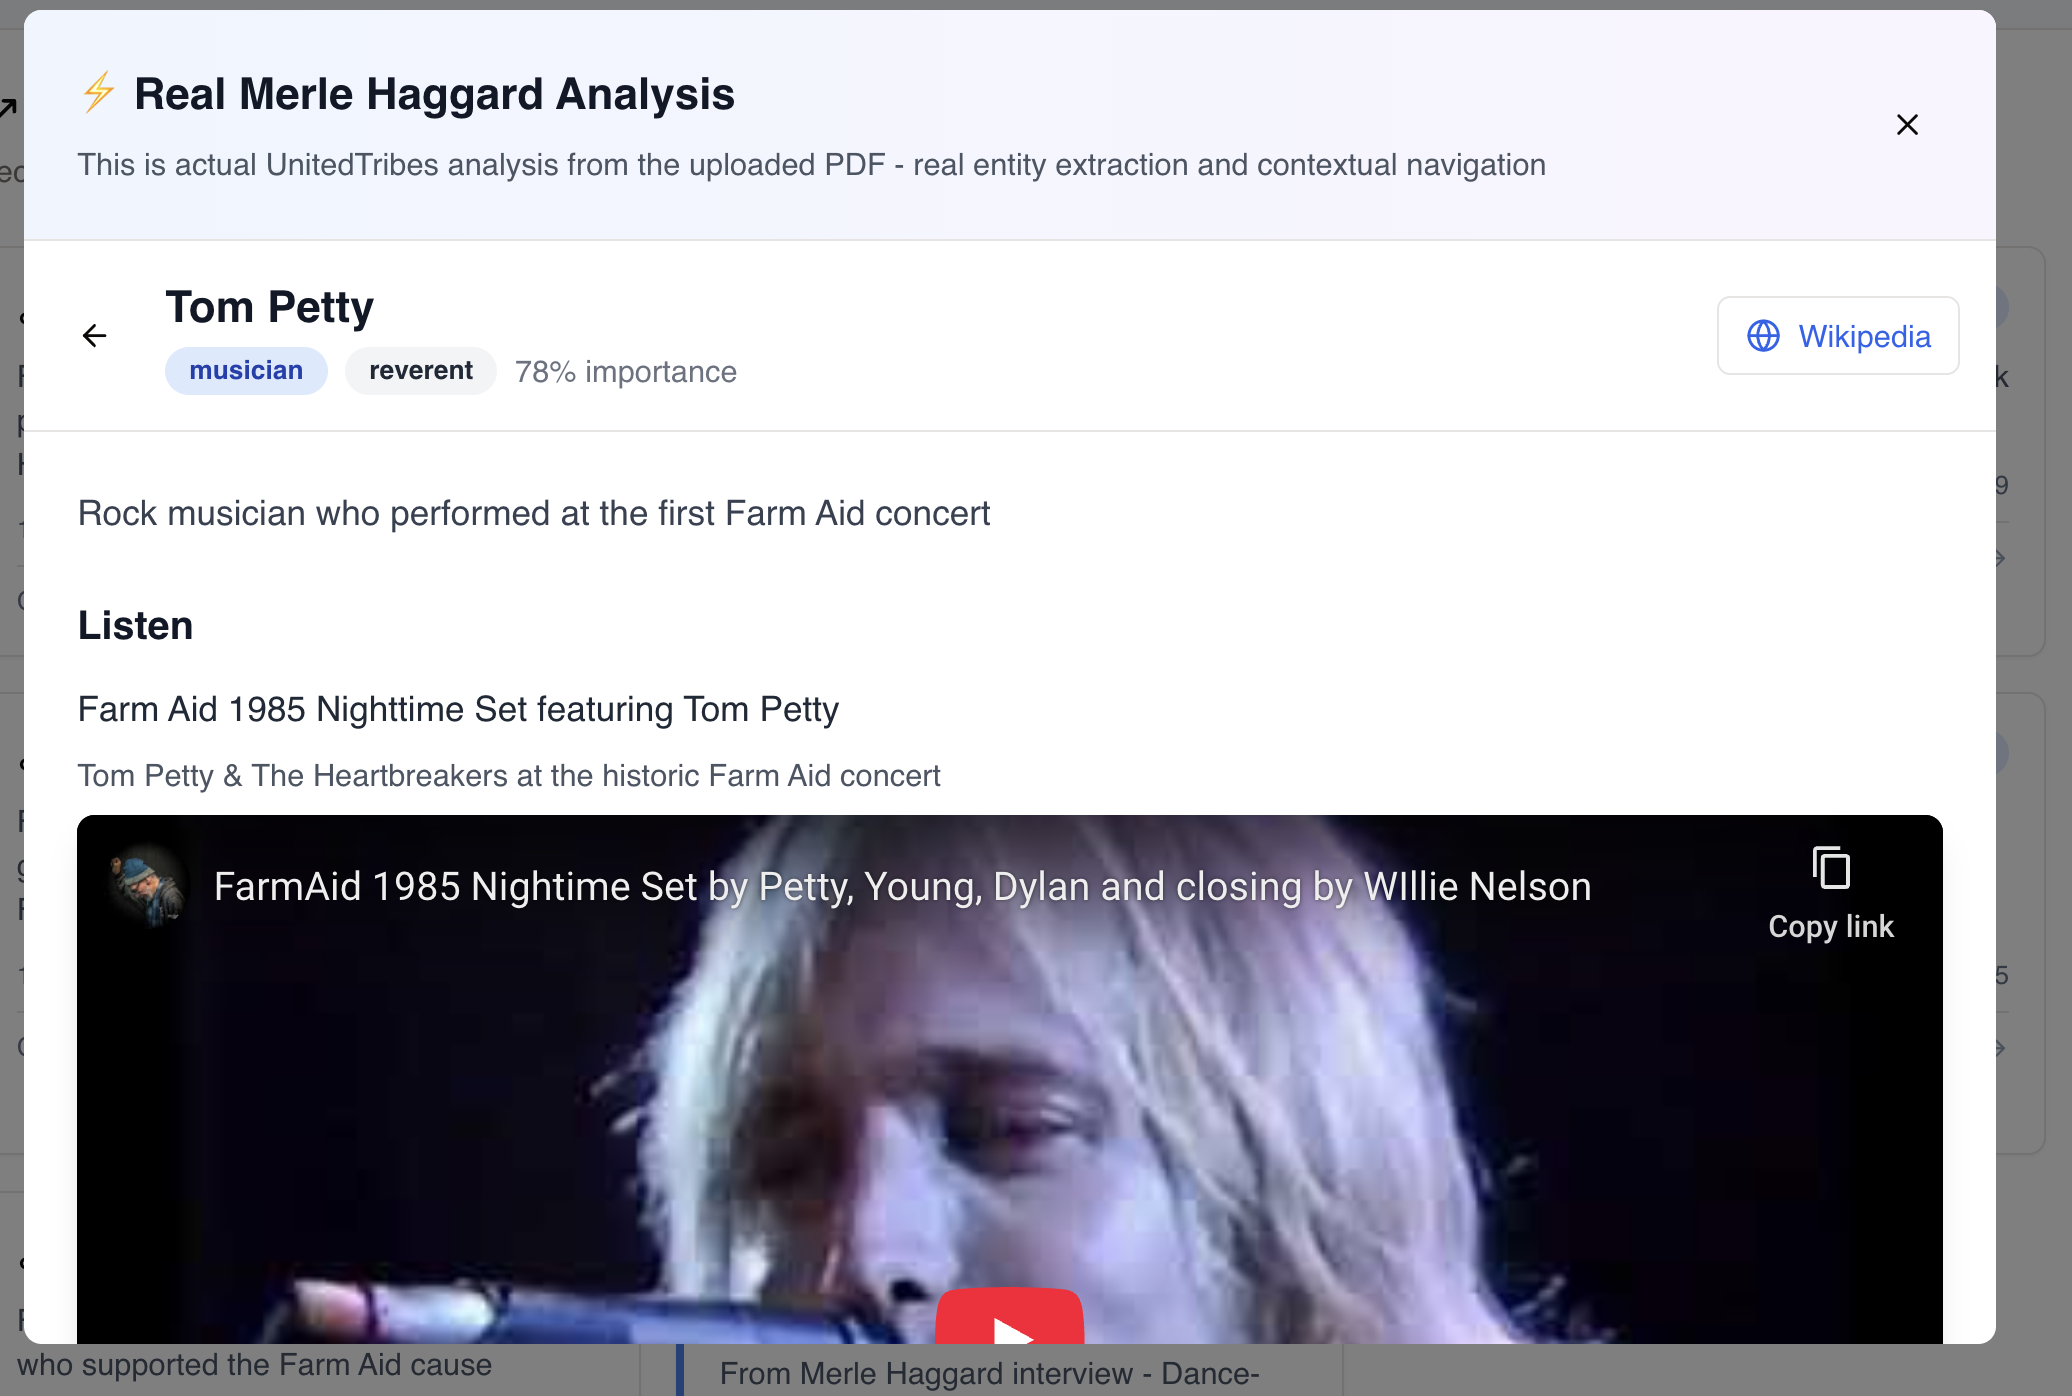 Real Merle Haggard Analysis
This is actual UnitedTribes analysis from the uploaded PDF - real entity extraction and contextual navigation
Tom Petty
musician reverent 78% importance
Wikipedia
Rock musician who performed at the first Farm Aid concert
Listen
Farm Aid 1985 Nighttime Set featuring Tom Petty
Tom Petty & The Heartbreakers at the historic Farm Aid concert
FarmAid 1985 Nightime Set by Petty, Young, Dylan and closing by WIllie Nelson
Copy link
who supported the Farm Aid cause
From Merle Haggard interview - Dance-